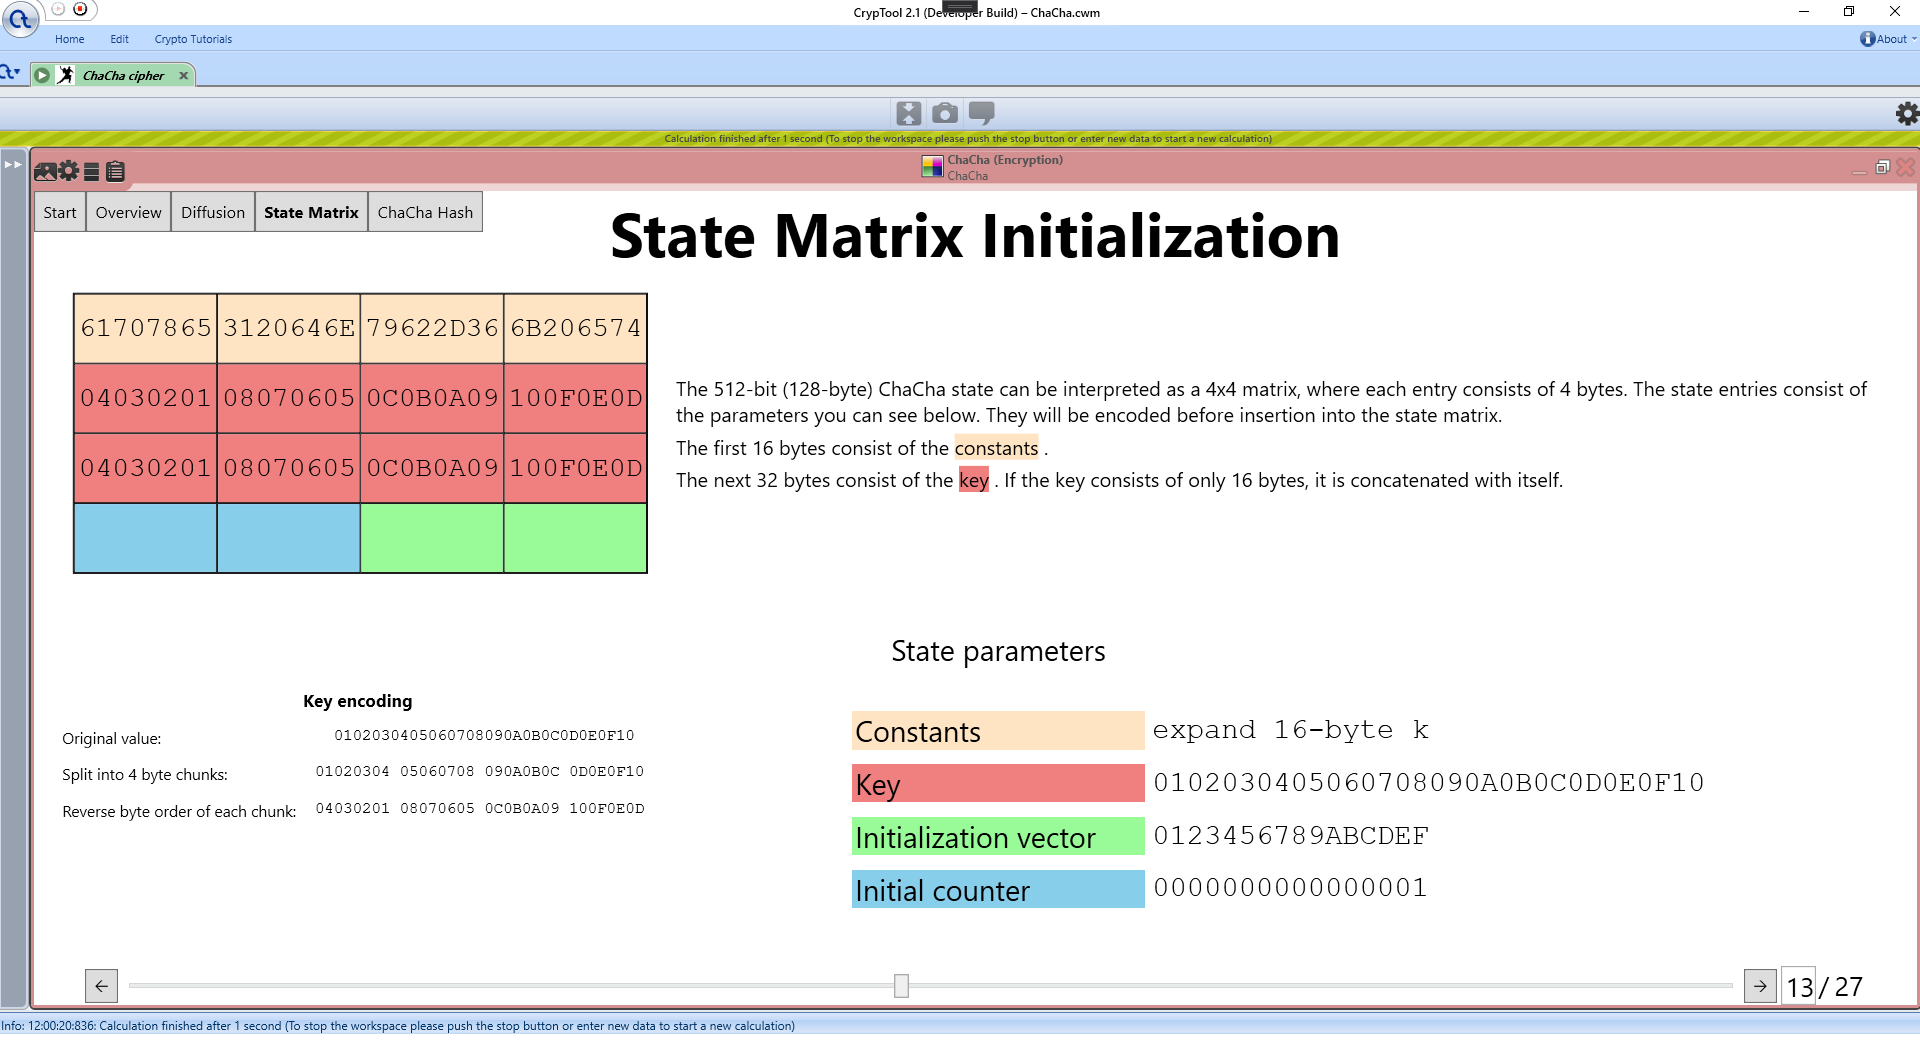 CrypTool 2.1 (Developer Build) – ChaCha.cwm
Home Edit Crypto Tutorials
About
ChaCha cipher
Calculation finished after 1 second (To stop the workspace please push the stop button or enter new data to start a new calculation)
ChaCha (Encryption)
ChaCha
Start Overview Diffusion State Matrix ChaCha Hash
State Matrix Initialization
61707865 3120646E 79622D36 6B206574
04030201 08070605 0C0B0A09 100F0E0D
04030201 08070605 0C0B0A09 100F0E0D
The 512-bit (128-byte) ChaCha state can be interpreted as a 4x4 matrix, where each entry consists of 4 bytes. The state entries consist of
the parameters you can see below. They will be encoded before insertion into the state matrix.
The first 16 bytes consist of the constants .
The next 32 bytes consist of the key . If the key consists of only 16 bytes, it is concatenated with itself.
State parameters
Key encoding
Original value: 0102030405060708090A0B0C0D0E0F10
Split into 4 byte chunks: 01020304 05060708 090A0B0C 0D0E0F10
Reverse byte order of each chunk: 04030201 08070605 0C0B0A09 100F0E0D
Constants expand 16-byte k
Key 0102030405060708090A0B0C0D0E0F10
Initialization vector 0123456789ABCDEF
Initial counter 0000000000000001
13 / 27
Info: 12:00:20:836: Calculation finished after 1 second (To stop the workspace please push the stop button or enter new data to start a new calculation)